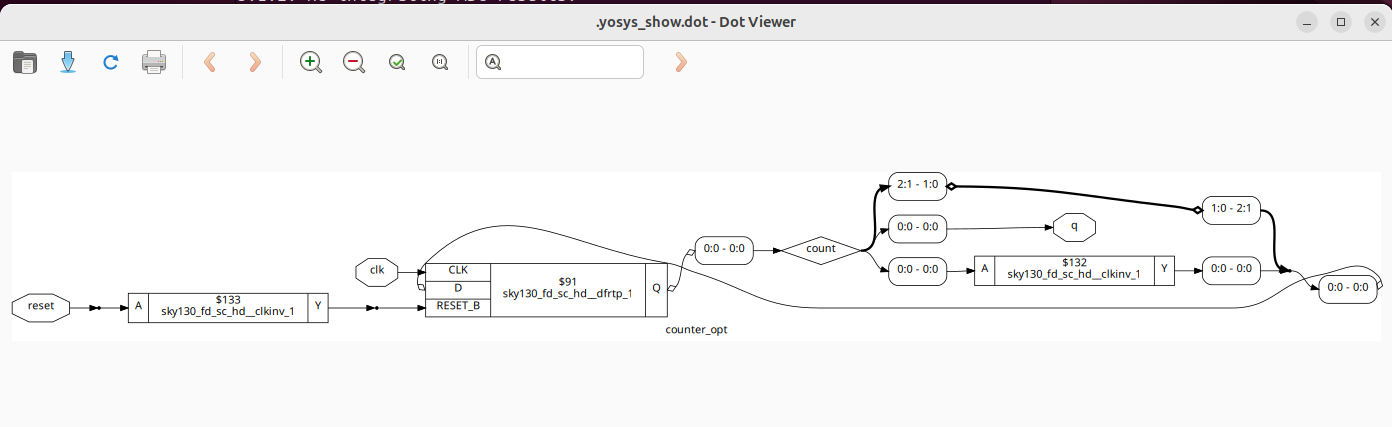 .yosys_show.dot - Dot Viewer
2:1 - 1:0
1:0 - 2:1
0:0 - 0:0
q
0:0 - 0:0
count
clk
CLK
D
RESET_B
$91
sky130_fd_sc_hd__dfrtp_1
Q
0:0 - 0:0
A
$132
sky130_fd_sc_hd__clkinv_1
Y
0:0 - 0:0
0:0 - 0:0
reset
A
$133
sky130_fd_sc_hd__clkinv_1
Y
counter_opt